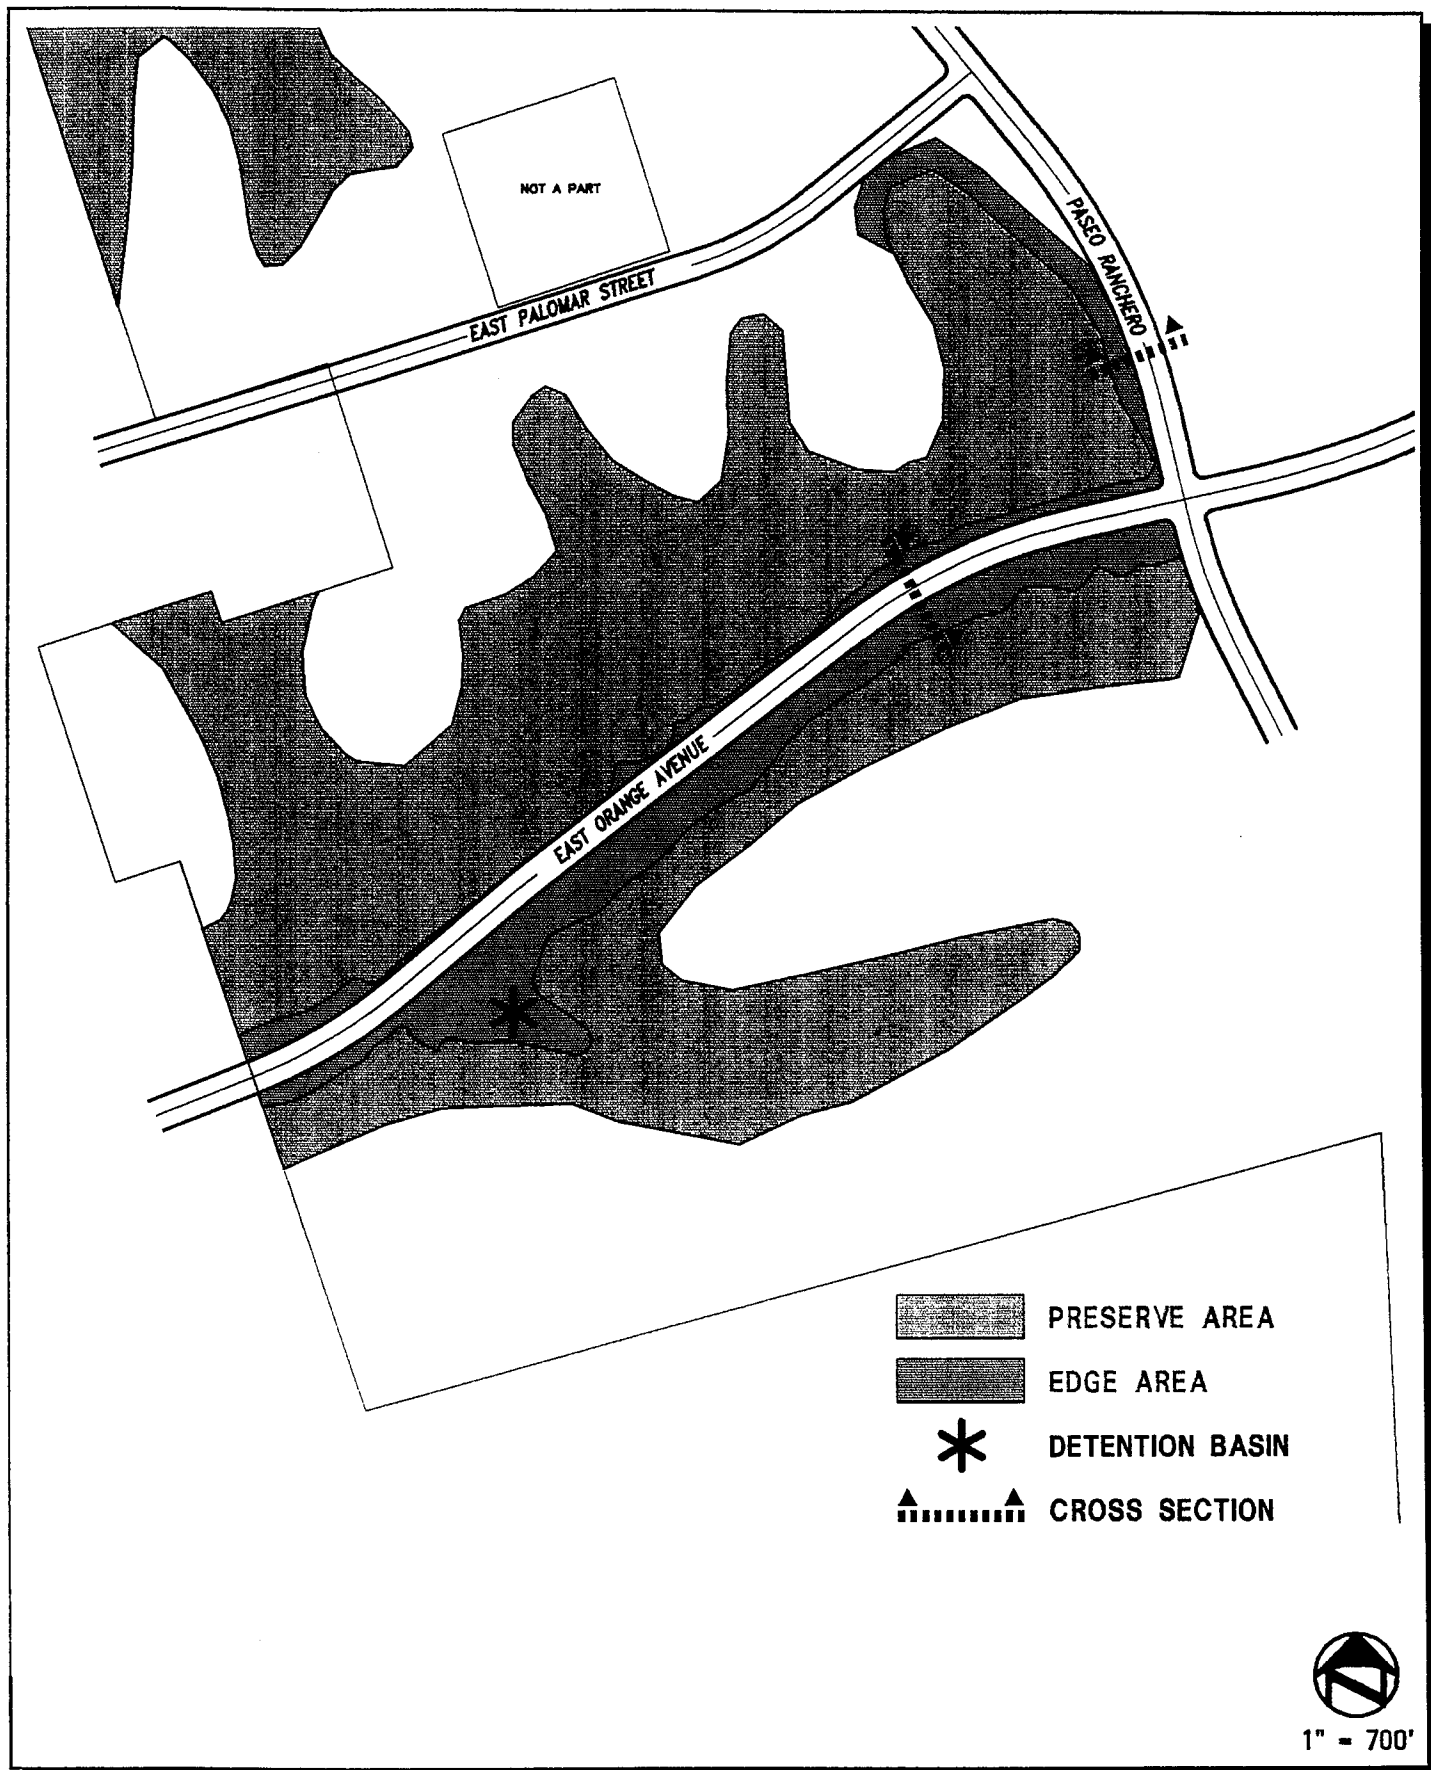 NOT A PART
PASEO RANCHERO
EAST PALOMAR STREET
EAST ORANGE AVENUE
PRESERVE AREA
EDGE AREA
DETENTION BASIN
CROSS SECTION
1" = 700'